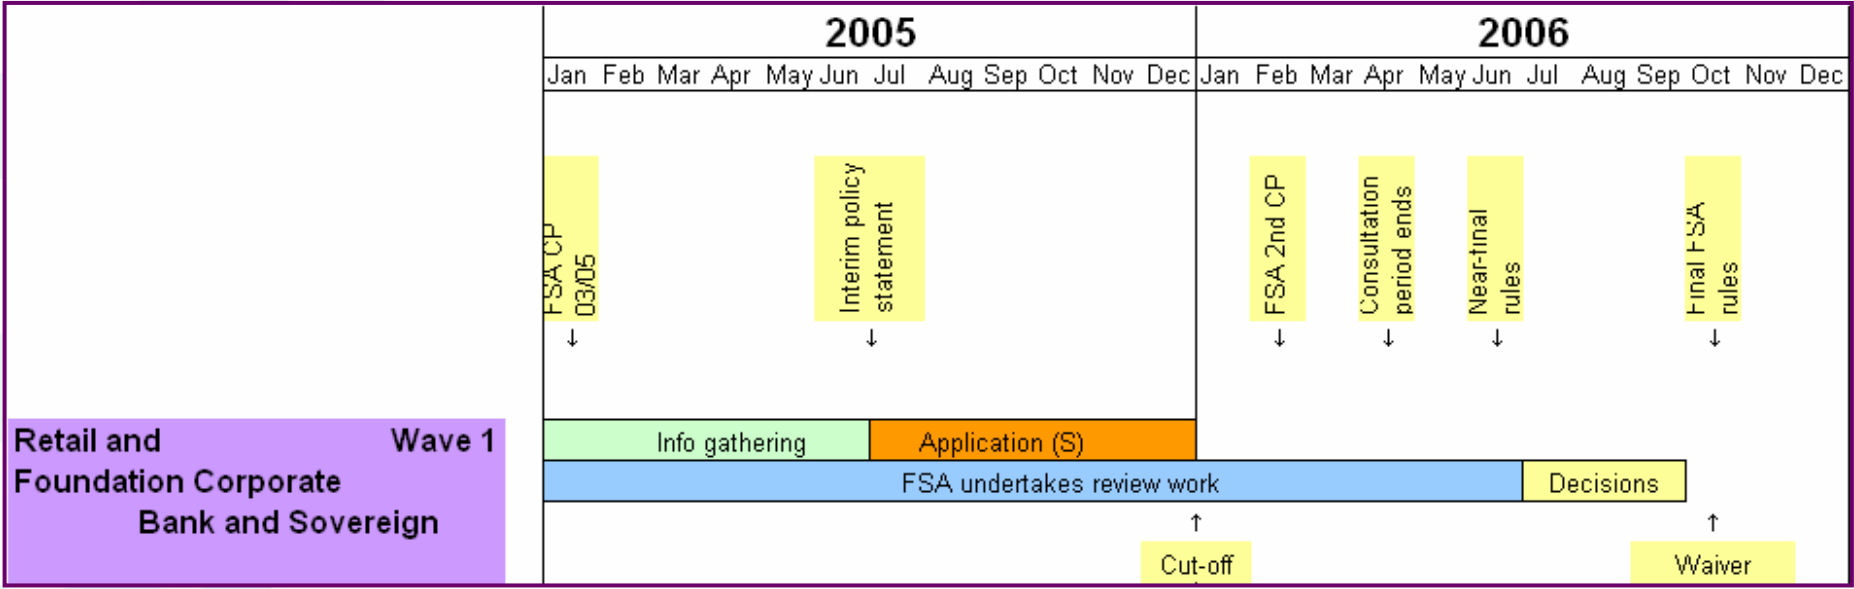 2005 2006
Jan Feb Mar Apr May Jun Jul Aug Sep Oct Nov Dec Jan Feb Mar Apr May Jun Jul Aug Sep Oct Nov Dec
FSA CP
03/05
Interim policy
statement
FSA 2nd CP
Consultation
period ends
Near-final
rules
Final FSA
rules
Retail and Wave 1
Foundation Corporate
Bank and Sovereign
Info gathering Application (S)
FSA undertakes review work Decisions
Cut-off Waiver